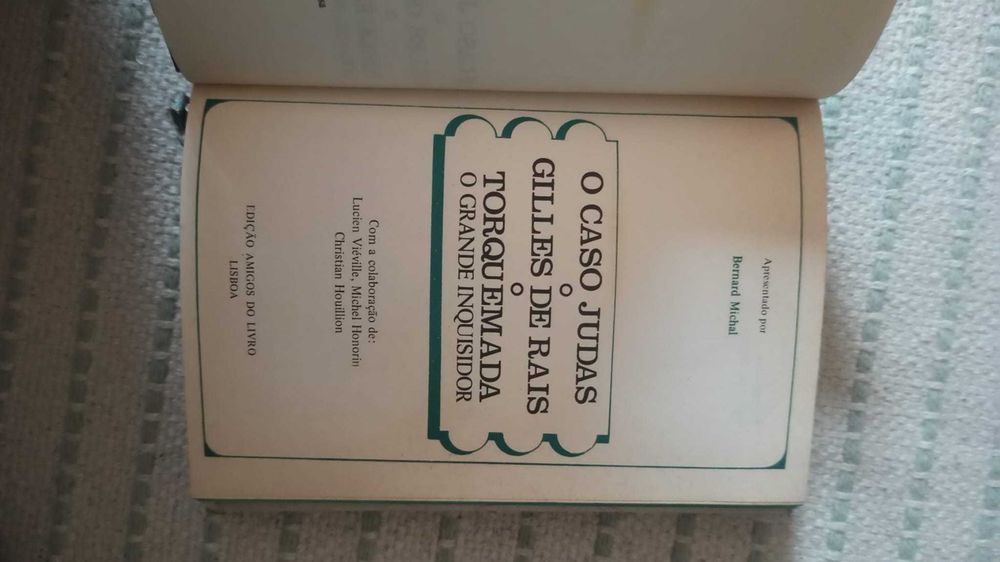 Apresentado por
Bernard Michal
O CASO JUDAS
GILLES DE RAIS
TORQUEMADA
O GRANDE INQUISIDOR
Com a colaboração de:
Lucien Viéville, Michel Honorin
Christian Houillion
EDIÇÃO AMIGOS DO LIVRO
LISBOA